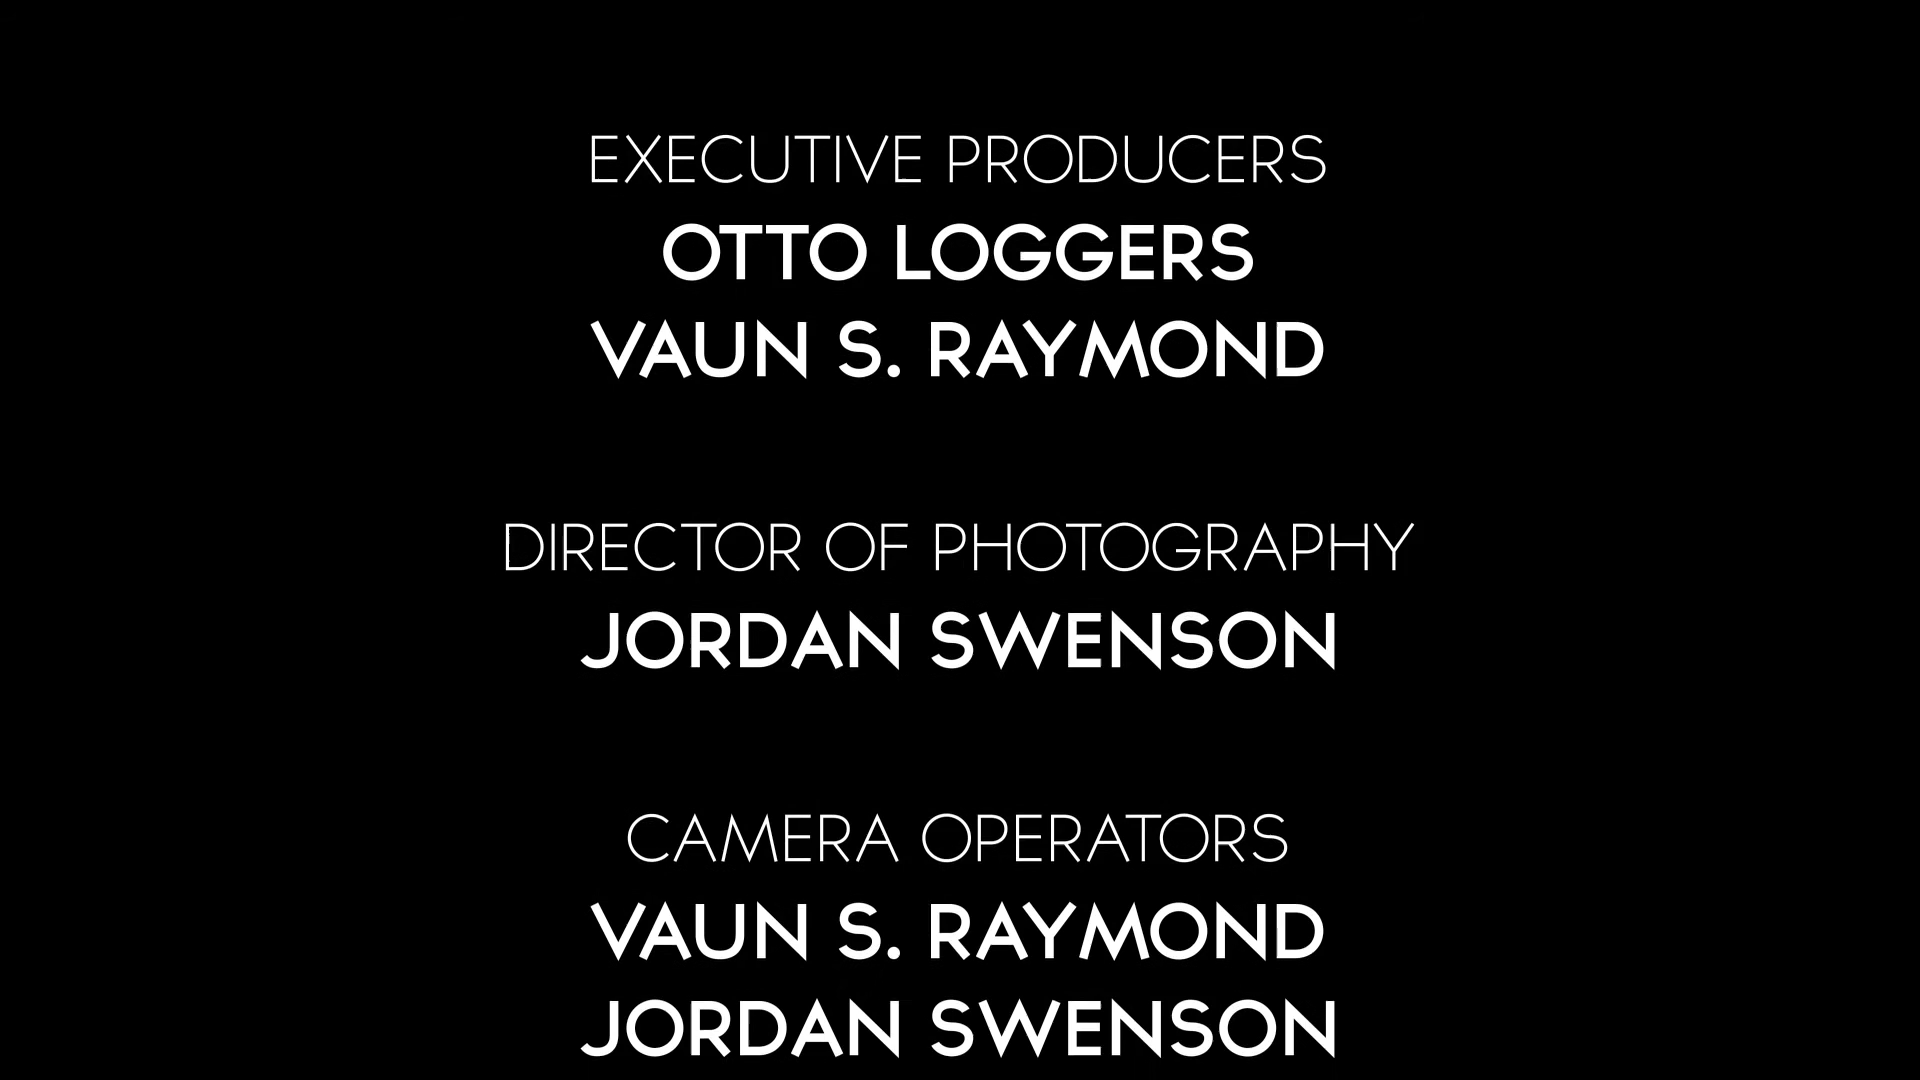 EXECUTIVE PRODUCERS
OTTO LOGGERS
VAUN S. RAYMOND
DIRECTOR OF PHOTOGRAPHY
JORDAN SWENSON
CAMERA OPERATORS
VAUN S. RAYMOND
JORDAN SWENSON